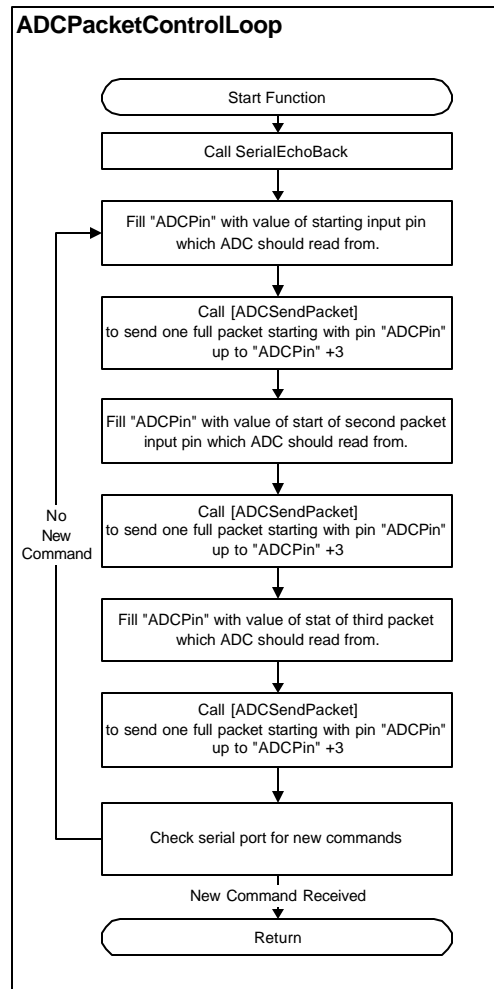 ADCPacketControlLoop
Start Function
Call SerialEchoBack
Fill "ADCPin" with value of starting input pin
which ADC should read from.
Call [ADCSendPacket]
to send one full packet starting with pin "ADCPin"
up to "ADCPin" +3
Fill "ADCPin" with value of start of second packet
input pin which ADC should read from.
Call [ADCSendPacket]
to send one full packet starting with pin "ADCPin"
up to "ADCPin" +3
No
New
Command
Fill "ADCPin" with value of stat of third packet
which ADC should read from.
Call [ADCSendPacket]
to send one full packet starting with pin "ADCPin"
up to "ADCPin" +3
Check serial port for new commands
New Command Received
Return